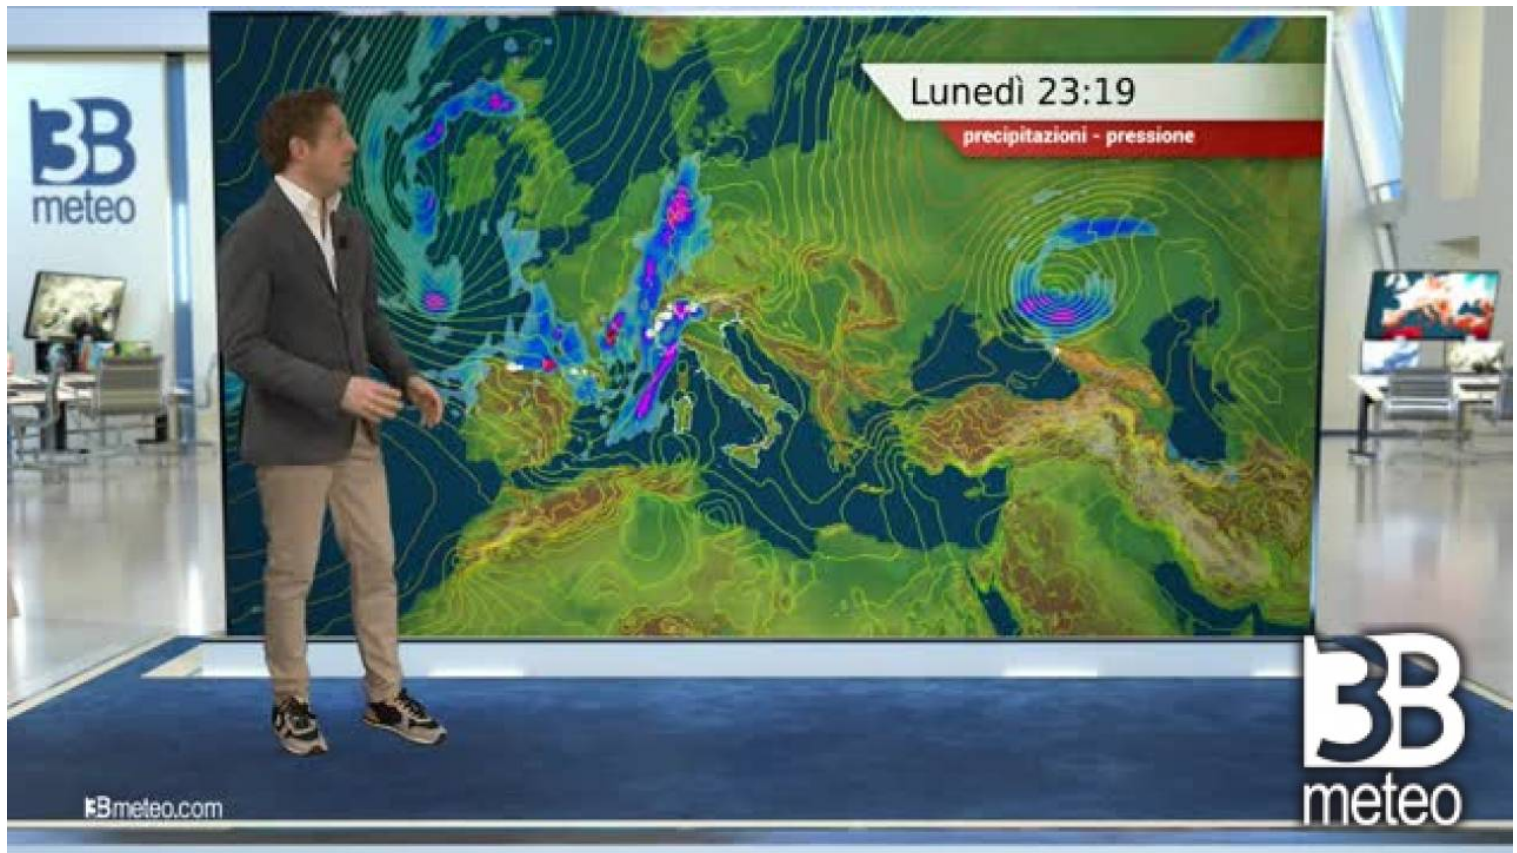 3B
meteo
Lunedì 23:19
precipitazioni - pressione
3B
meteo
3Bmeteo.com